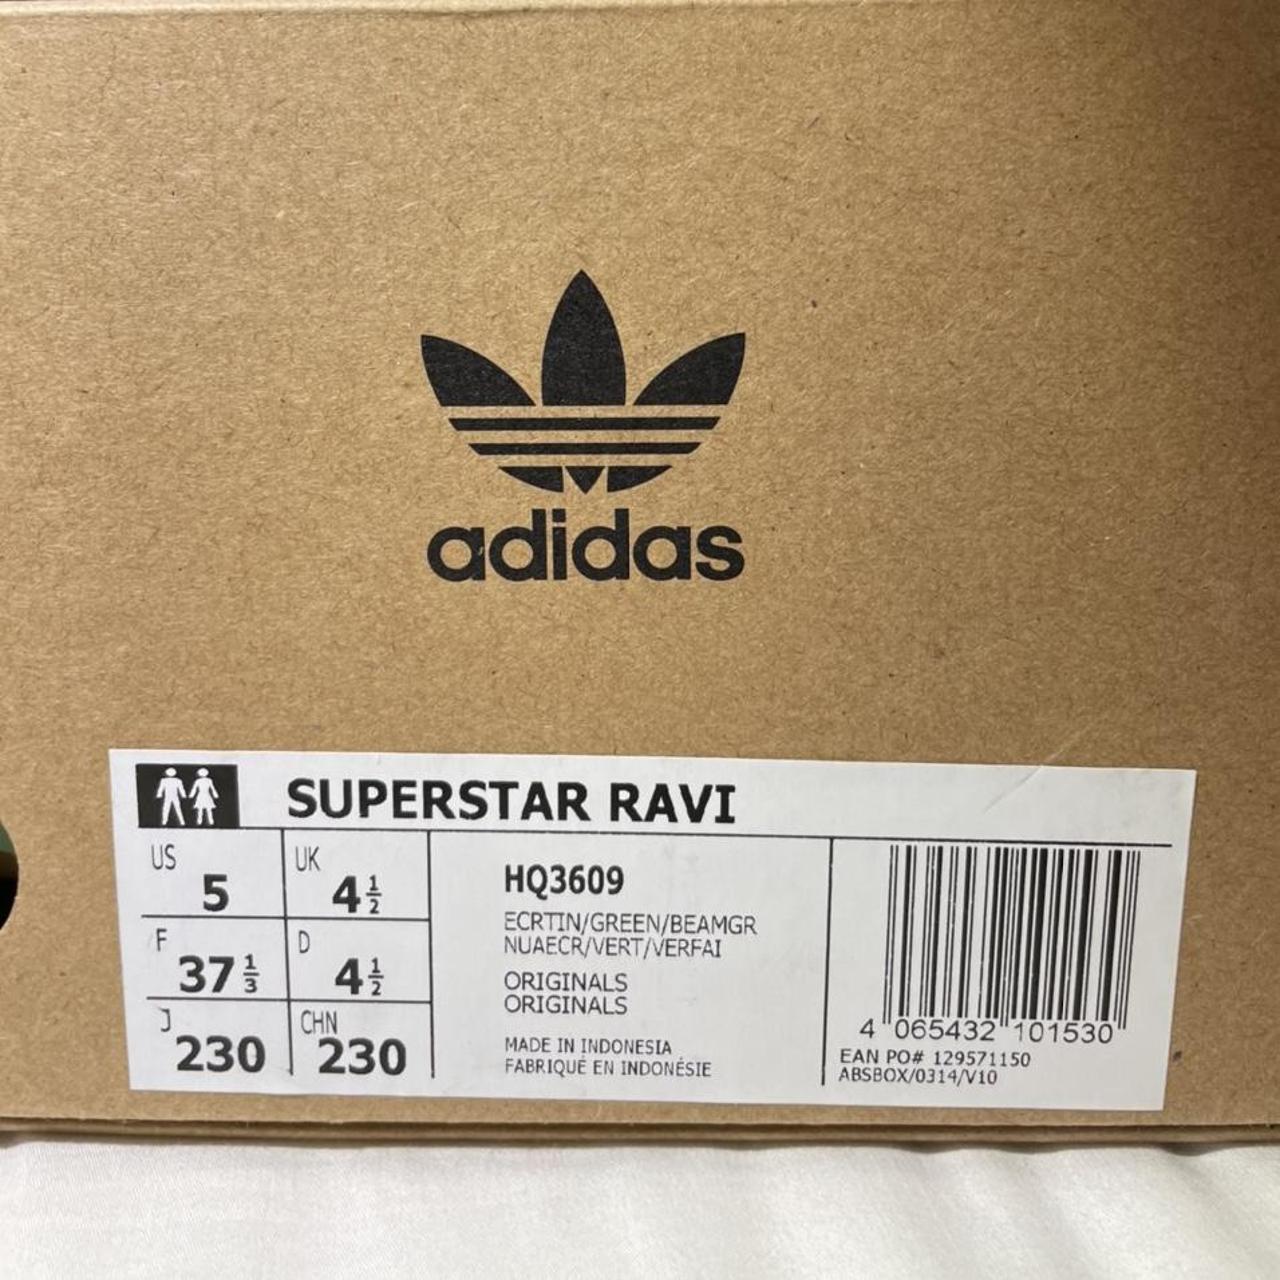 adidas
SUPERSTAR RAVI
US 5
UK 4 1/2
F 37 1/3
D 4 1/2
J 230
CHN 230
HQ3609
ECRTIN/GREEN/BEAMGR
NUAECR/VERT/VERFAI
ORIGINALS
ORIGINALS
MADE IN INDONESIA
FABRIQUÉ EN INDONÉSIE
4 065432 101530
EAN PO# 129571150
ABSBOX/0314/V10